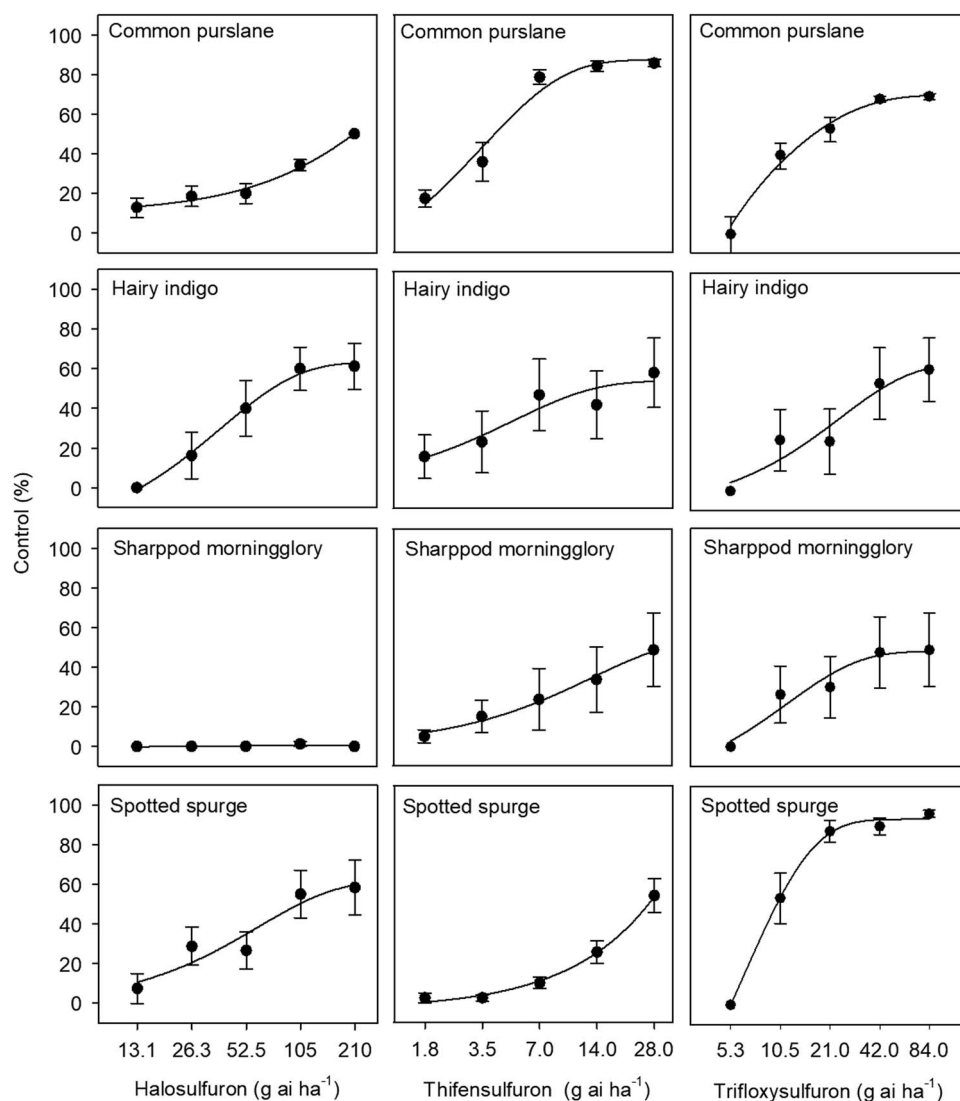 Control (%)
Common purslane
Common purslane
Common purslane
100
80
60
40
20
0
Hairy indigo
Hairy indigo
Hairy indigo
100
80
60
40
20
0
Sharppod morningglory
Sharppod morningglory
Sharppod morningglory
100
80
60
40
20
0
Spotted spurge
Spotted spurge
Spotted spurge
100
80
60
40
20
0
13.1 26.3 52.5 105 210
1.8 3.5 7.0 14.0 28.0
5.3 10.5 21.0 42.0 84.0
Halosulfuron (g ai ha⁻¹)
Thifensulfuron (g ai ha⁻¹)
Trifloxysulfuron (g ai ha⁻¹)